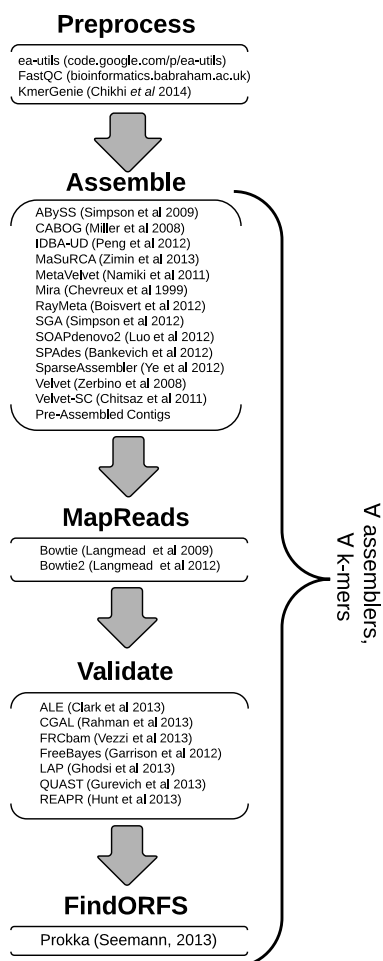 Preprocess
ea-utils (code.google.com/p/ea-utils)
FastQC (bioinformatics.babraham.ac.uk)
KmerGenie (Chikhi et al 2014)
Assemble
ABySS (Simpson et al 2009)
CABOG (Miller et al 2008)
IDBA-UD (Peng et al 2012)
MaSuRCA (Zimin et al 2013)
MetaVelvet (Namiki et al 2011)
Mira (Chevreux et al 1999)
RayMeta (Boisvert et al 2012)
SGA (Simpson et al 2012)
SOAPdenovo2 (Luo et al 2012)
SPAdes (Bankevich et al 2012)
SparseAssembler (Ye et al 2012)
Velvet (Zerbino et al 2008)
Velvet-SC (Chitsaz et al 2011)
Pre-Assembled Contigs
MapReads
Bowtie (Langmead et al 2009)
Bowtie2 (Langmead et al 2012)
Validate
ALE (Clark et al 2013)
CGAL (Rahman et al 2013)
FRCbam (Vezzi et al 2013)
FreeBayes (Garrison et al 2012)
LAP (Ghodsi et al 2013)
QUAST (Gurevich et al 2013)
REAPR (Hunt et al 2013)
FindORFS
Prokka (Seemann, 2013)
∀ assemblers,
∀ k-mers